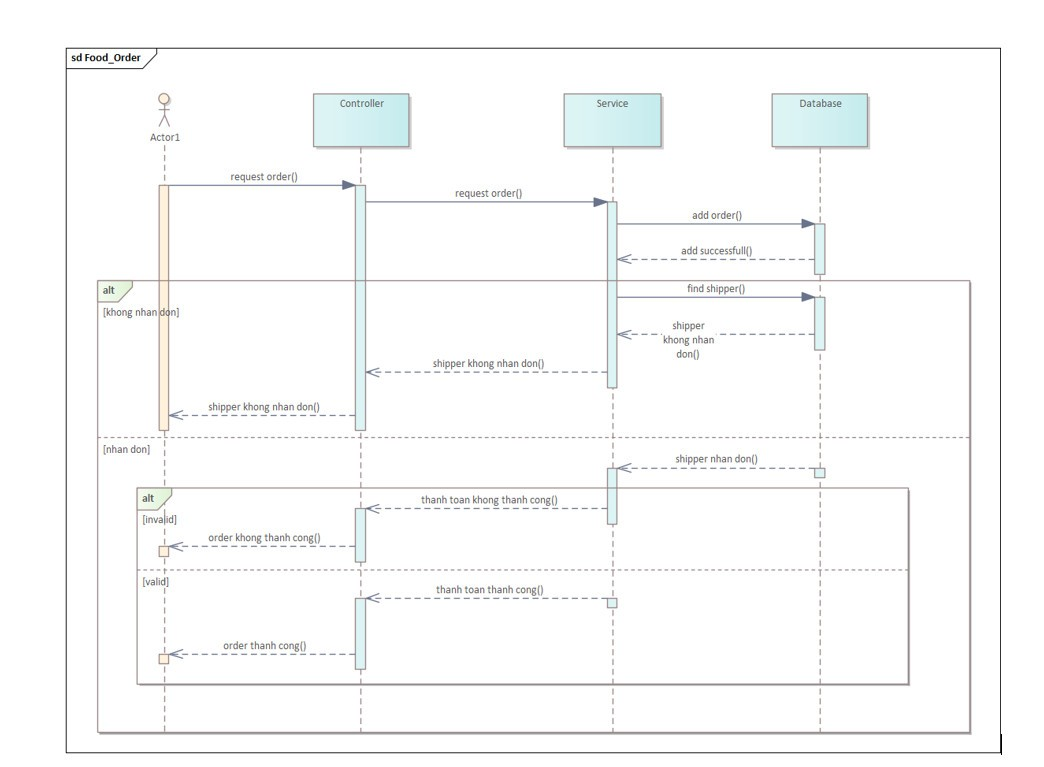 sd Food_Order
Actor1
Controller
Service
Database
request order()
request order()
add order()
add successfull()
alt
find shipper()
[khong nhan don]
shipper
khong nhan
don()
shipper khong nhan don()
shipper khong nhan don()
[nhan don]
shipper nhan don()
alt
thanh toan khong thanh cong()
[invalid]
order khong thanh cong()
[valid]
thanh toan thanh cong()
order thanh cong()